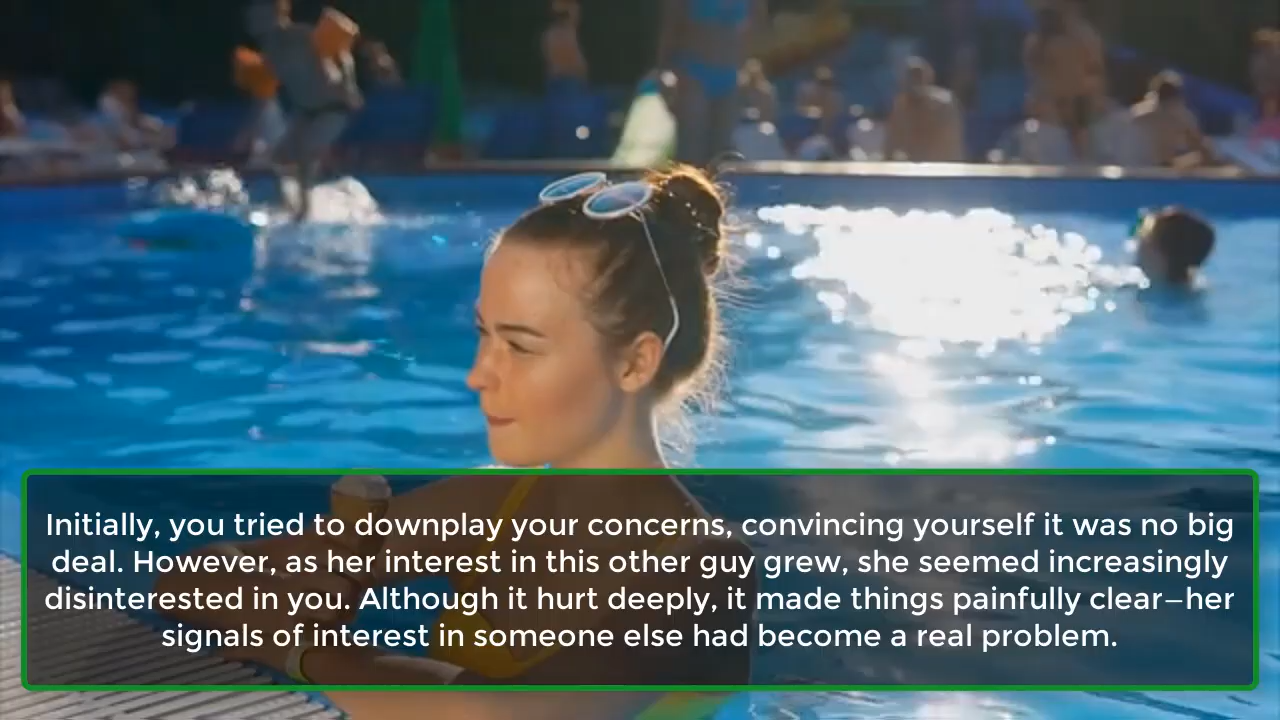 Initially, you tried to downplay your concerns, convincing yourself it was no big
deal. However, as her interest in this other guy grew, she seemed increasingly
disinterested in you. Although it hurt deeply, it made things painfully clear—her
signals of interest in someone else had become a real problem.